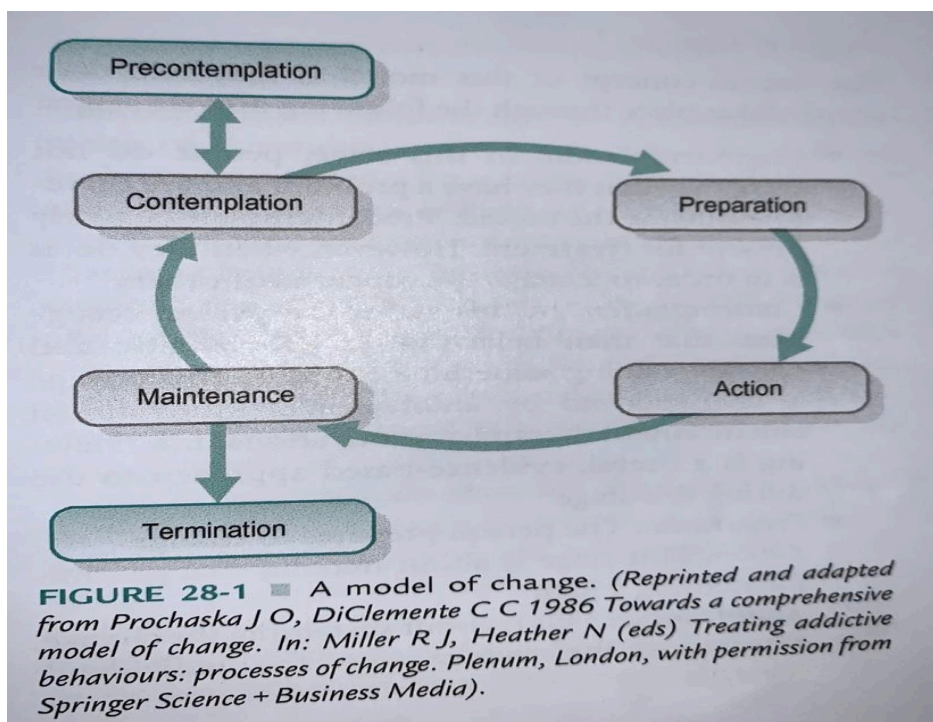 Precontemplation
Contemplation
Preparation
Maintenance
Action
Termination
FIGURE 28-1 A model of change. (Reprinted and adapted
from Prochaska J O, DiClemente C C 1986 Towards a comprehensive
model of change. In: Miller R J, Heather N (eds) Treating addictive
behaviours: processes of change. Plenum, London, with permission from
Springer Science + Business Media).